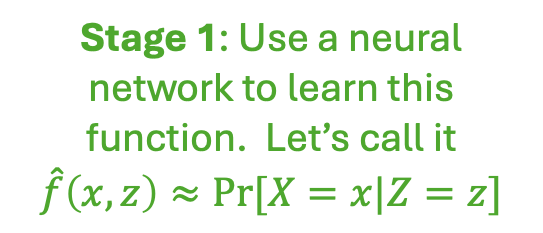 Stage 1: Use a neural
network to learn this
function.  Let’s call it
f̂(x, z) ≈ Pr[X = x|Z = z]